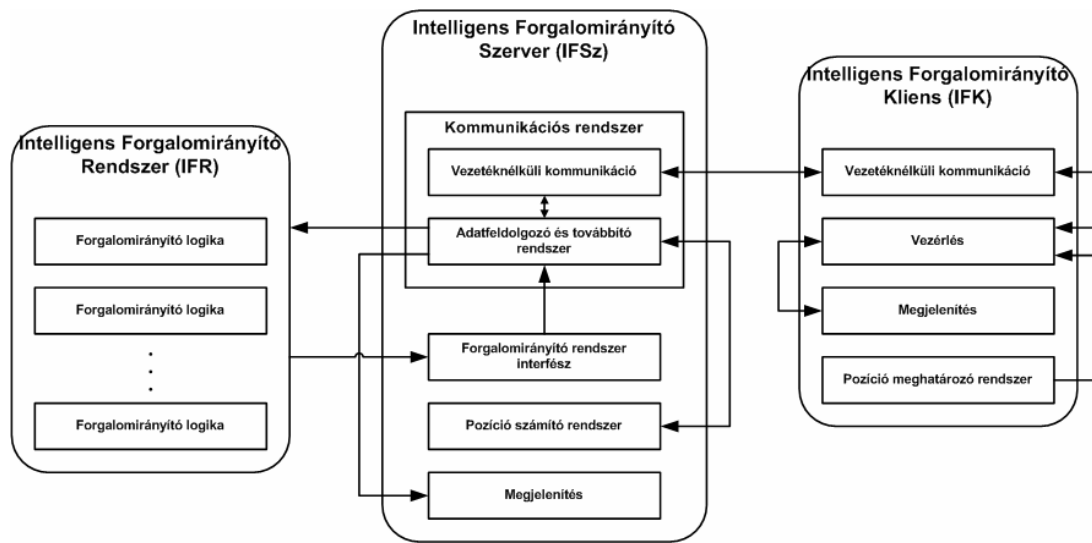 Intelligens Forgalomirányító
Rendszer (IFR)
Forgalomirányító logika
Forgalomirányító logika
Forgalomirányító logika
Intelligens Forgalomirányító
Szerver (IFSz)
Kommunikációs rendszer
Vezetéknélküli kommunikáció
Adatfeldolgozó és továbbító
rendszer
Forgalomirányító rendszer
interfész
Pozíció számító rendszer
Megjelenítés
Intelligens Forgalomirányító
Kliens (IFK)
Vezetéknélküli kommunikáció
Vezérlés
Megjelenítés
Pozíció meghatározó rendszer